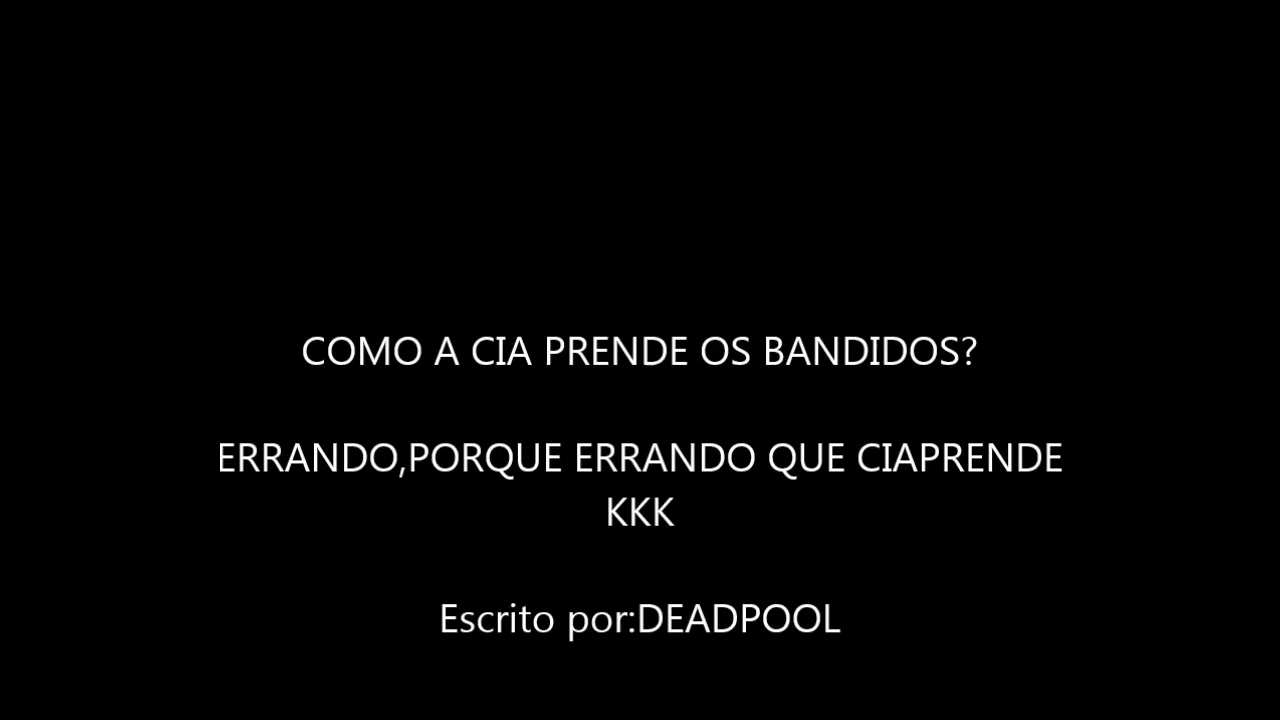 COMO A CIA PRENDE OS BANDIDOS?
ERRANDO,PORQUE ERRANDO QUE CIAPRENDE
KKK
Escrito por:DEADPOOL